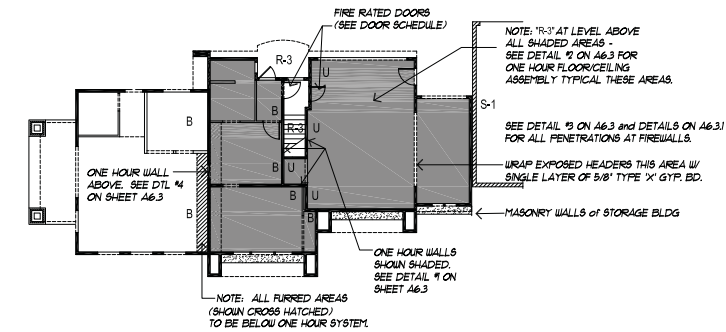 FIRE RATED DOORS
(SEE DOOR SCHEDULE)
NOTE: "R-3" AT LEVEL ABOVE
ALL SHADED AREAS -
SEE DETAIL #2 ON A6.3 FOR
ONE HOUR FLOOR/CEILING
ASSEMBLY TYPICAL THESE AREAS.
R-3
U
U
S-1
B
B
B
R-3
U
SEE DETAIL #3 ON A6.3 and DETAILS ON A6.3.1
FOR ALL PENETRATIONS AT FIREWALLS.
ONE HOUR WALL
ABOVE. SEE DTL #4
ON SHEET A6.3
B
U
WRAP EXPOSED HEADERS THIS AREA W/
SINGLE LAYER OF 5/8" TYPE 'X' GYP. BD.
B
U
B
B
MASONRY WALLS of STORAGE BLDG
ONE HOUR WALLS
SHOWN SHADED.
SEE DETAIL #1 ON
SHEET A6.3
NOTE: ALL FURRED AREAS
(SHOWN CROSS HATCHED)
TO BE BELOW ONE HOUR SYSTEM.